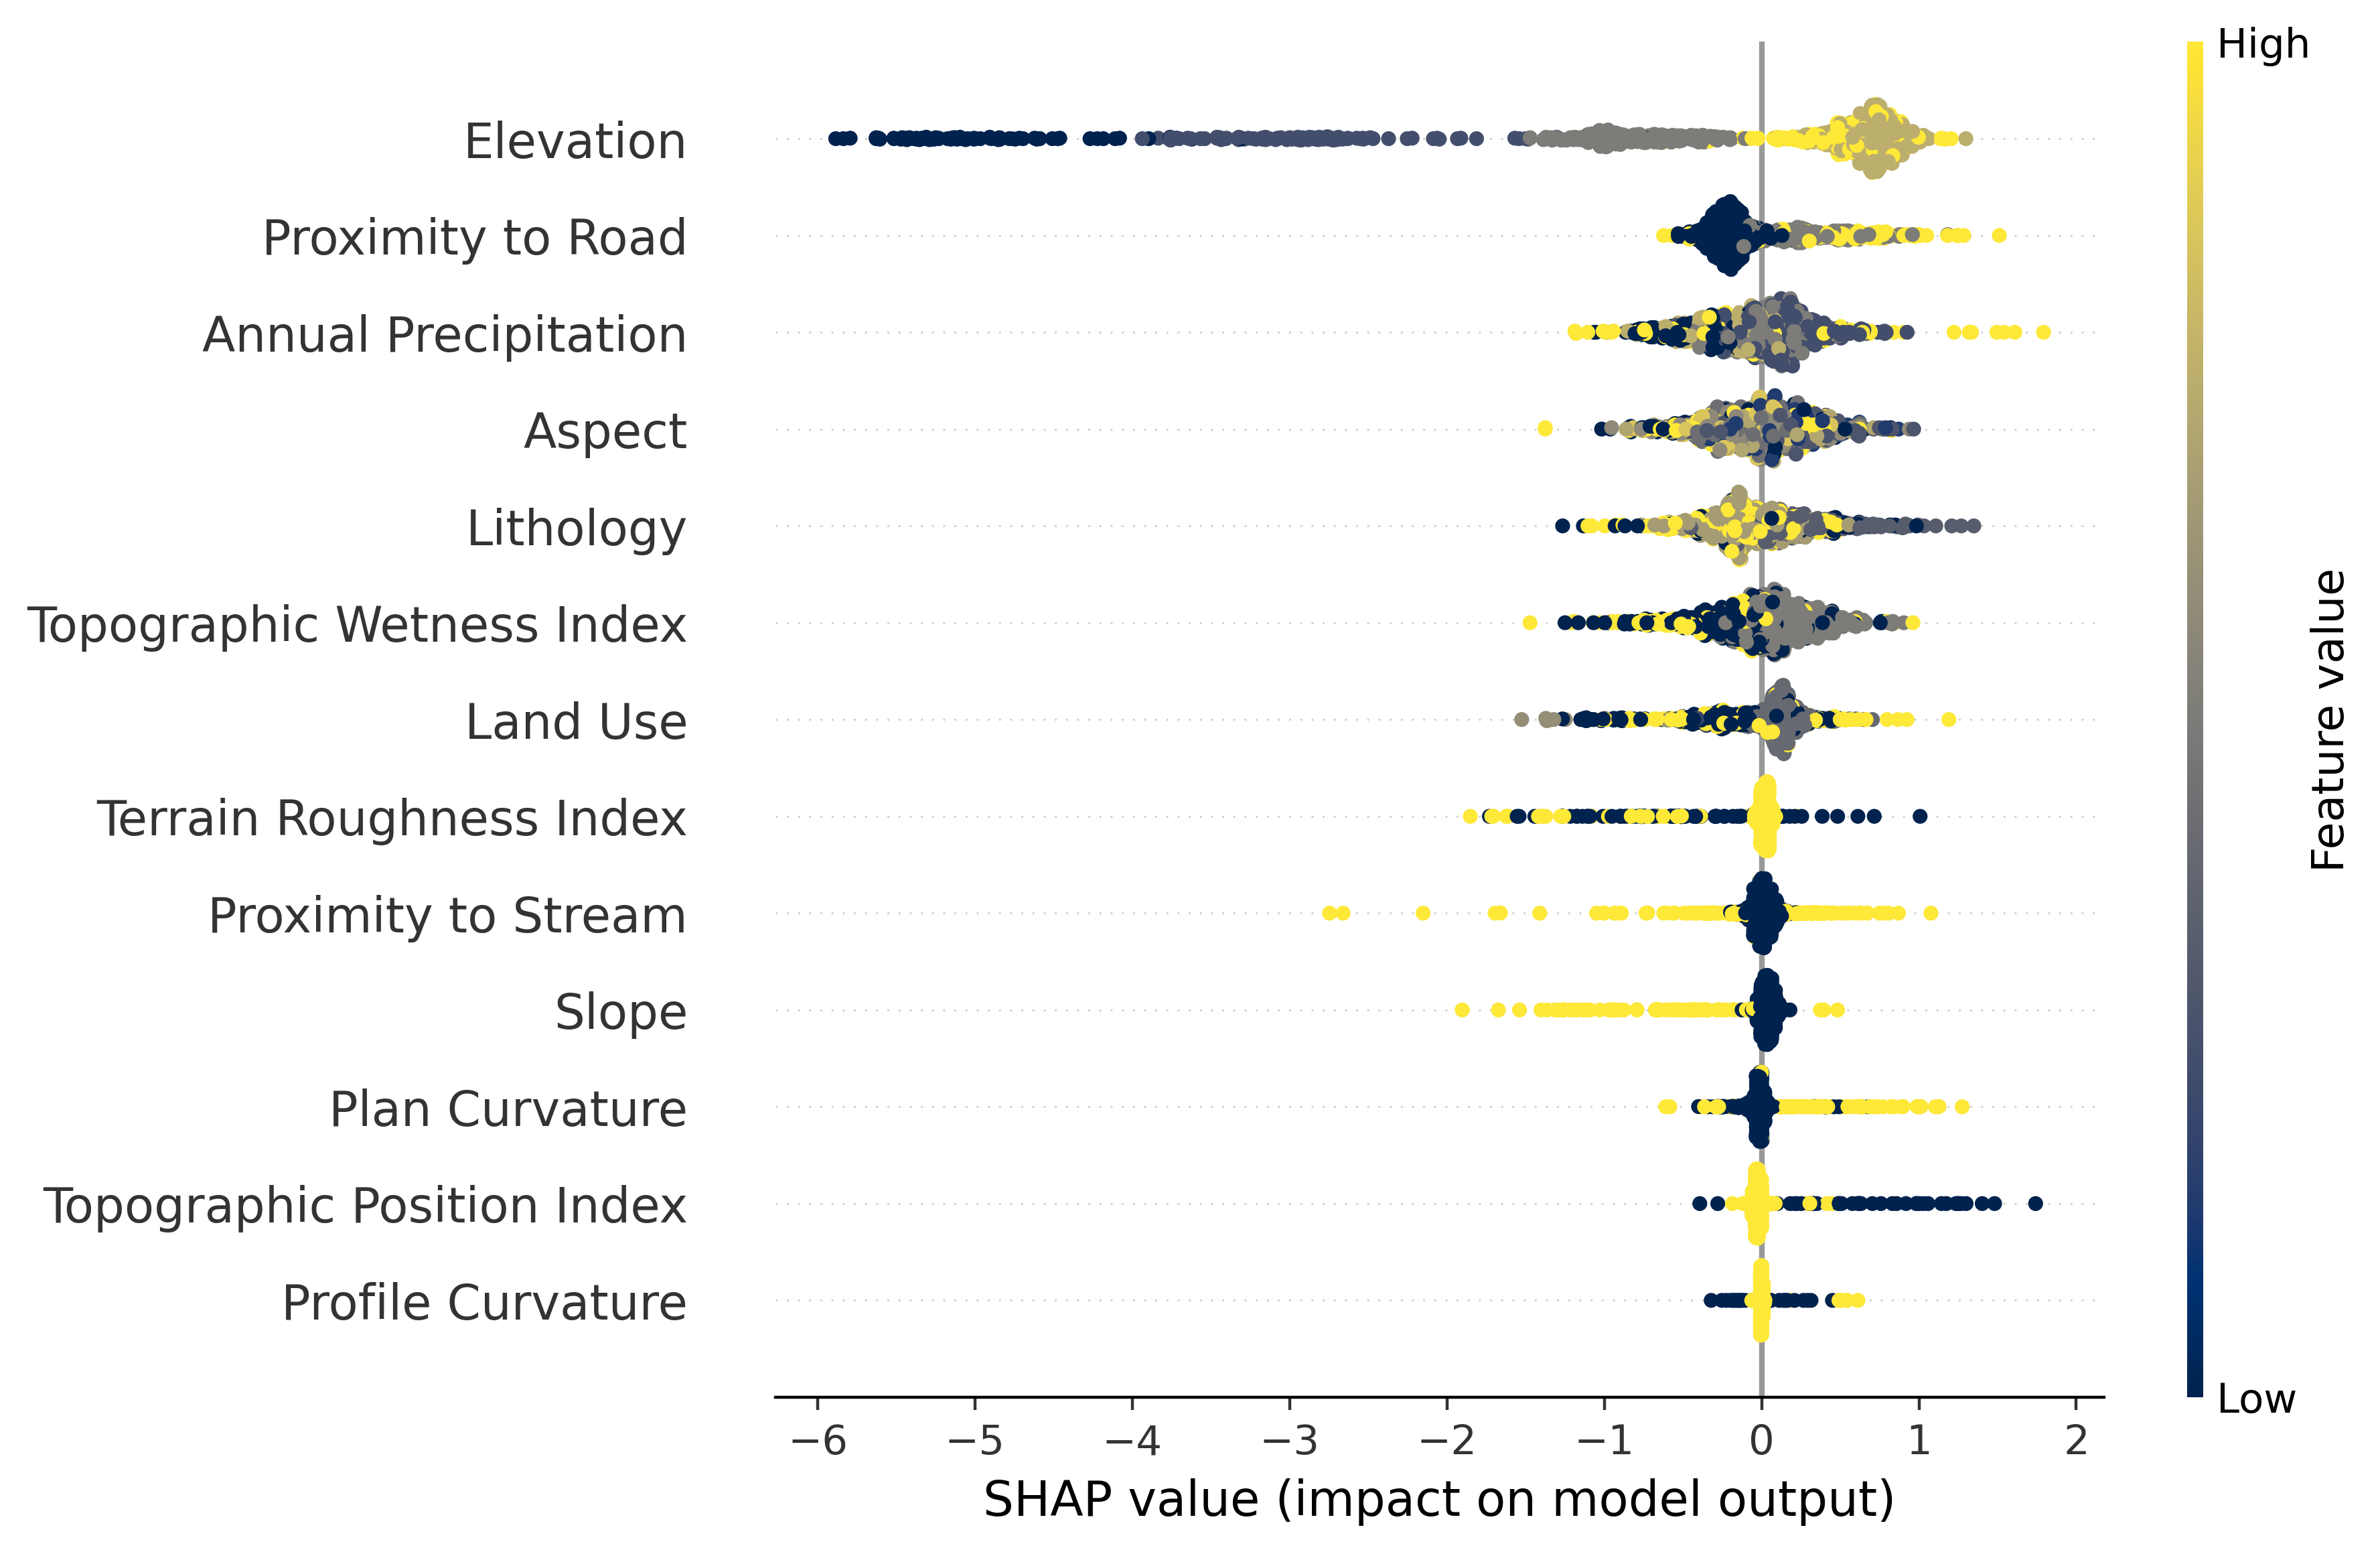 High
Elevation
Proximity to Road
Annual Precipitation
Aspect
Lithology
Topographic Wetness Index
Land Use
Terrain Roughness Index
Proximity to Stream
Slope
Plan Curvature
Topographic Position Index
Profile Curvature
Feature value
Low
−6 −5 −4 −3 −2 −1 0 1 2
SHAP value (impact on model output)